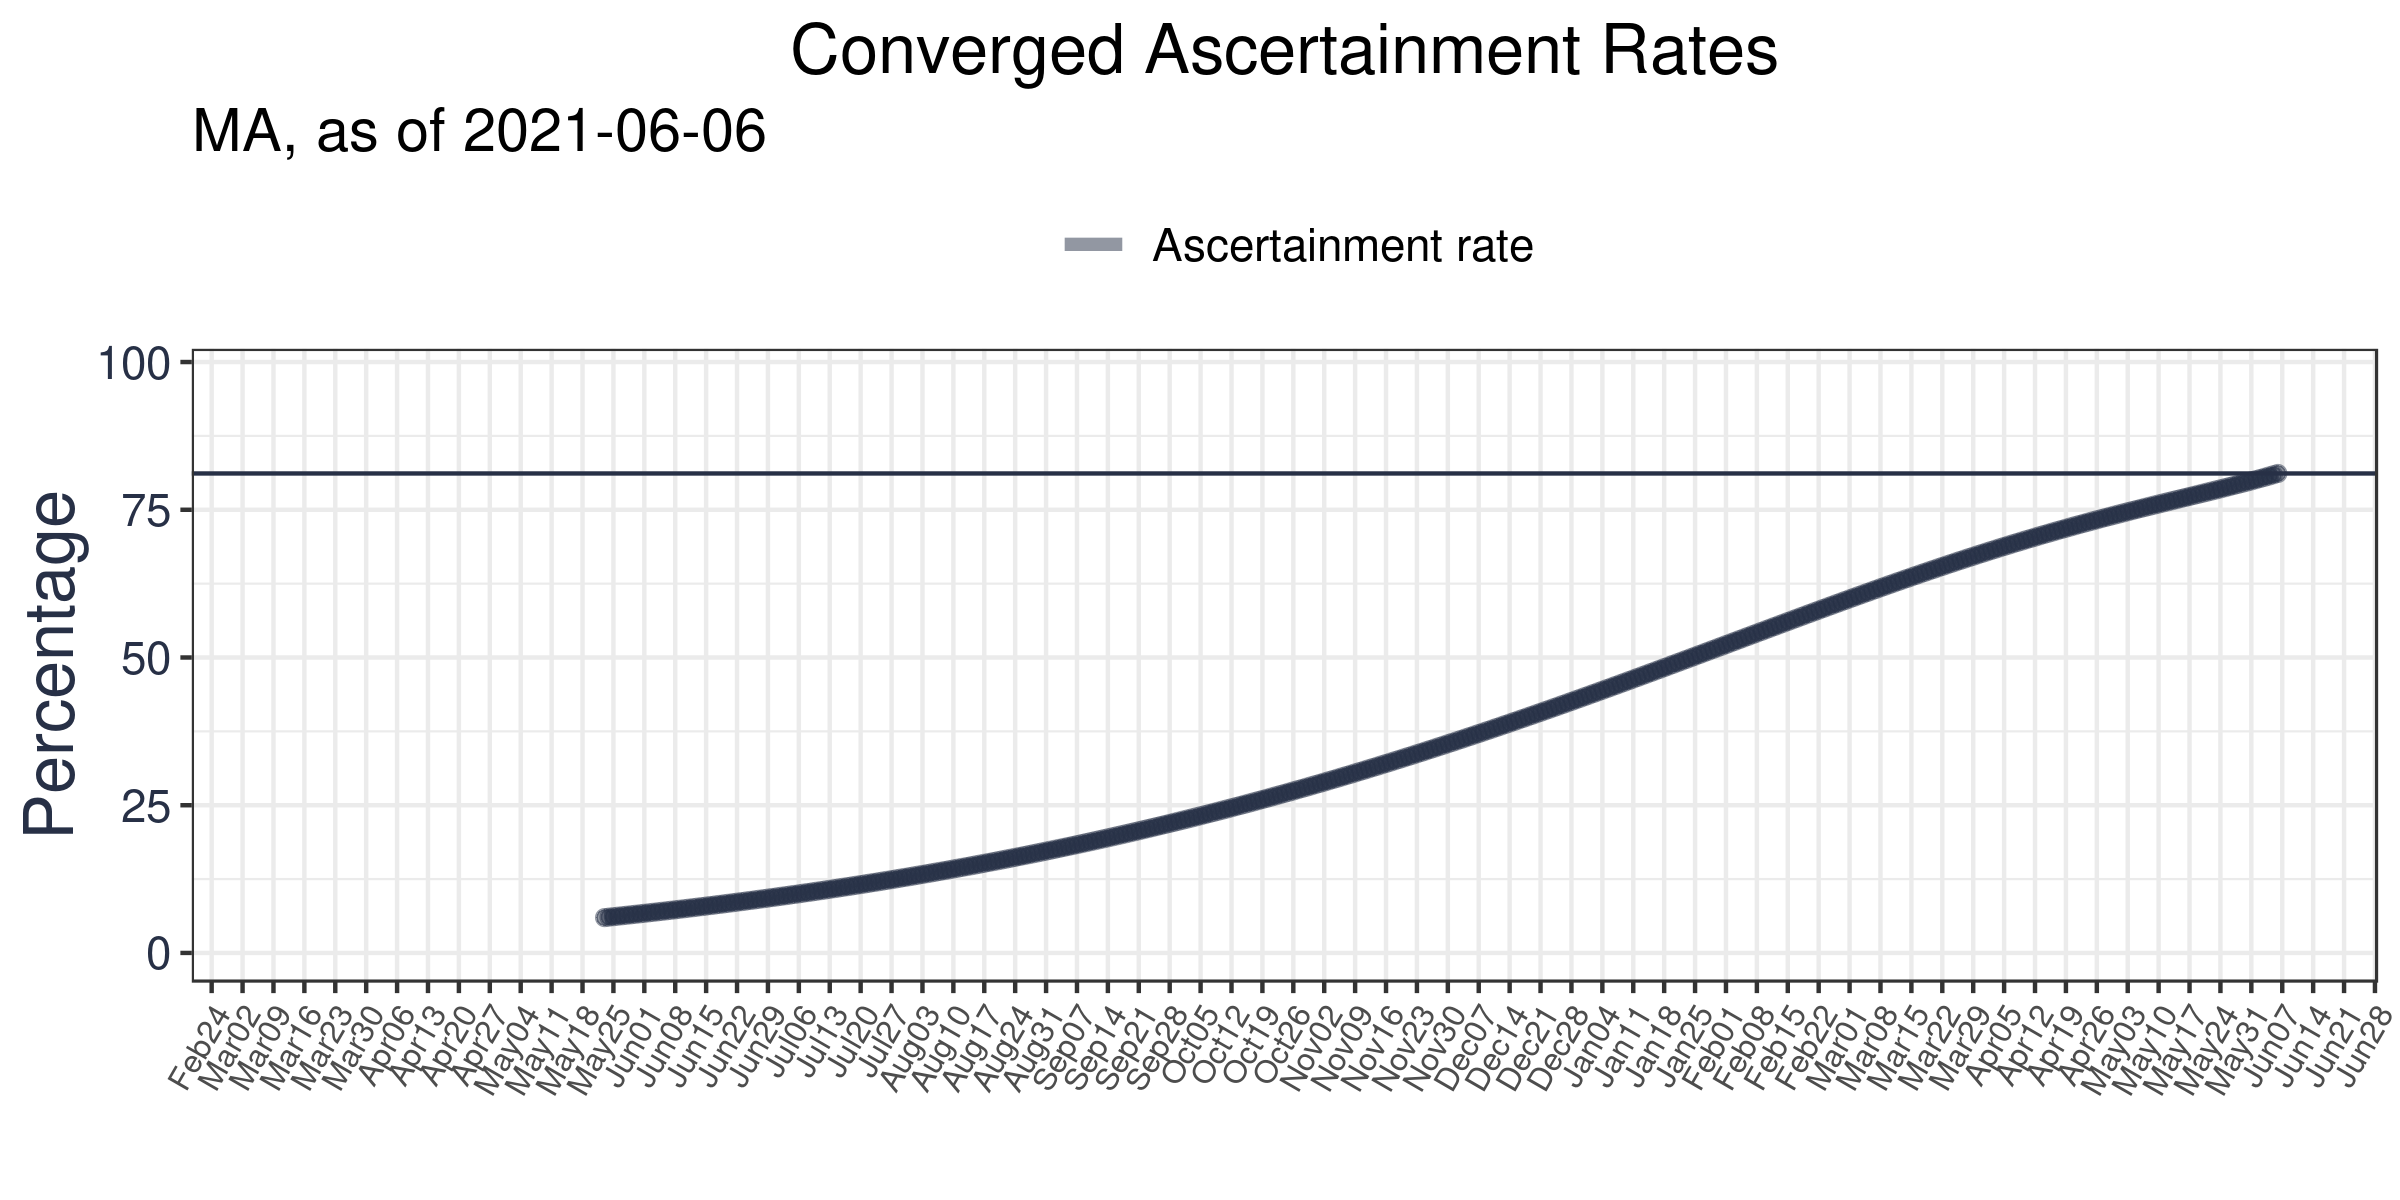 Converged Ascertainment Rates
MA, as of 2021-06-06
Ascertainment rate
Percentage
100
75
50
25
0
Feb24
Mar02
Mar09
Mar16
Mar23
Mar30
Apr06
Apr13
Apr20
Apr27
May04
May11
May18
May25
Jun01
Jun08
Jun15
Jun22
Jun29
Jul06
Jul13
Jul20
Jul27
Aug03
Aug10
Aug17
Aug24
Aug31
Sep07
Sep14
Sep21
Sep28
Oct05
Oct12
Oct19
Oct26
Nov02
Nov09
Nov16
Nov23
Nov30
Dec07
Dec14
Dec21
Dec28
Jan04
Jan11
Jan18
Jan25
Feb01
Feb08
Feb15
Feb22
Mar01
Mar08
Mar15
Mar22
Mar29
Apr05
Apr12
Apr19
Apr26
May03
May10
May17
May24
May31
Jun07
Jun14
Jun21
Jun28